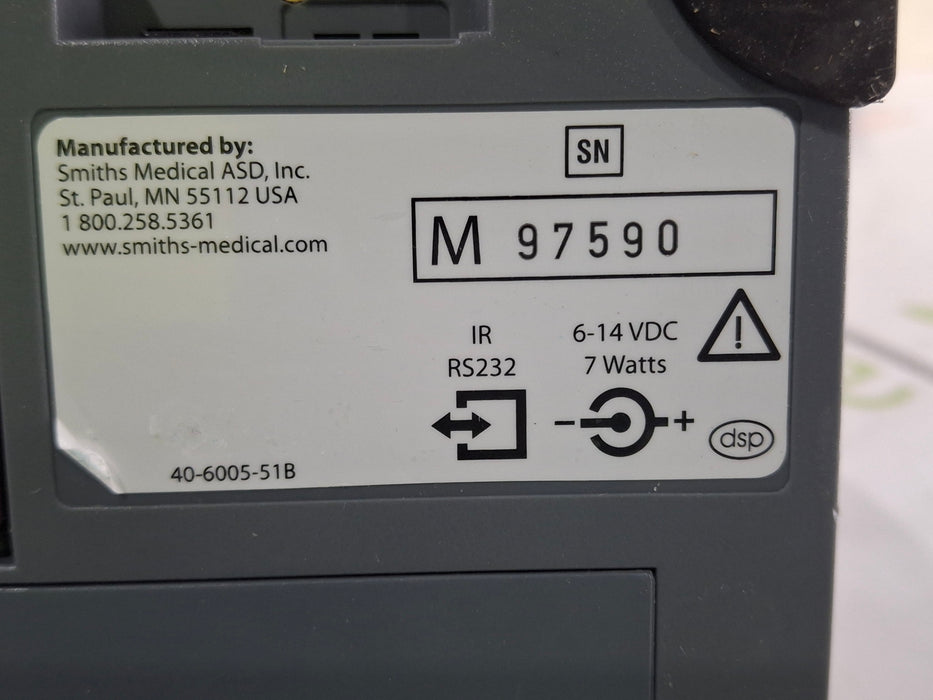 Manufactured by:
Smiths Medical ASD, Inc.
St. Paul, MN 55112 USA
1 800.258.5361
www.smiths-medical.com
SN
M 97590
IR
RS232
6-14 VDC
7 Watts
!
- +
dsp
40-6005-51B